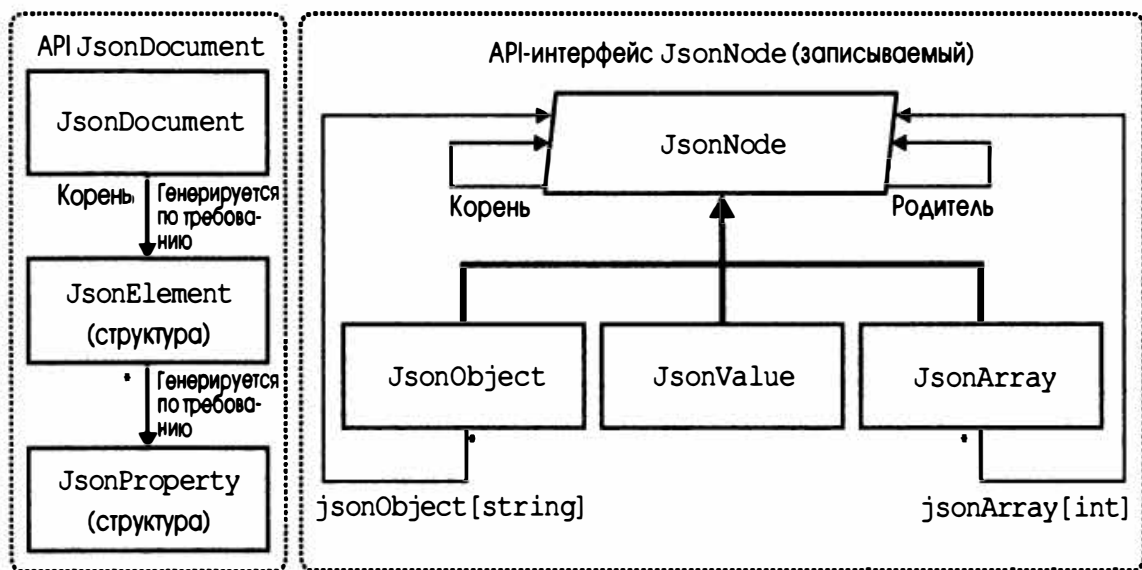 API JsonDocument
JsonDocument
Корень
Генерируется
по требова-
нию
JsonElement
(структура)
*
Генерируется
по требова-
нию
JsonProperty
(структура)
API-интерфейс JsonNode (записываемый)
JsonNode
Корень
Родитель
JsonObject
JsonValue
JsonArray
*
*
jsonObject[string]
jsonArray[int]